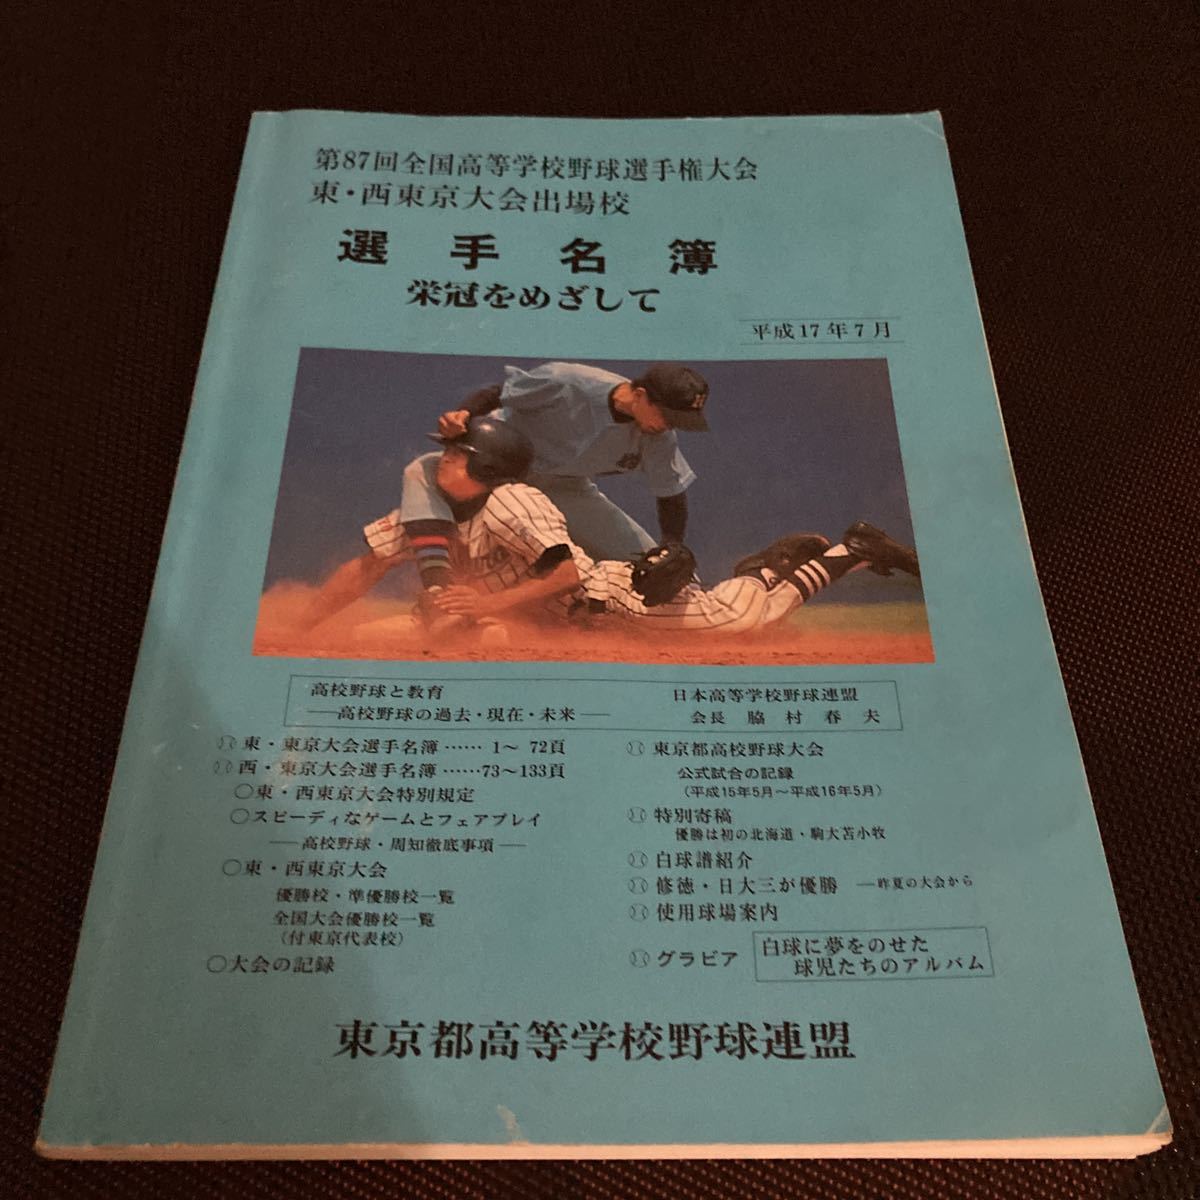 第87回全国高等学校野球選手権大会
東・西東京大会出場校
選手名簿
栄冠をめざして
平成17年7月
H
高校野球と教育
――高校野球の過去・現在・未来――
日本高等学校野球連盟
会長 脇村春夫
東・東京大会選手名簿…… 1～ 72頁
西・東京大会選手名簿……73～133頁
○東・西東京大会特別規定
○スピーディなゲームとフェアプレイ
――高校野球・周知徹底事項――
○東・西東京大会
優勝校・準優勝校一覧
全国大会優勝校一覧
（付東京代表校）
○大会の記録
東京都高校野球大会
公式試合の記録
（平成15年5月～平成16年5月）
特別寄稿
優勝は初の北海道・駒大苫小牧
白球譜紹介
修徳・日大三が優勝 ――昨夏の大会から
使用球場案内
グラビア
白球に夢をのせた
球児たちのアルバム
東京都高等学校野球連盟